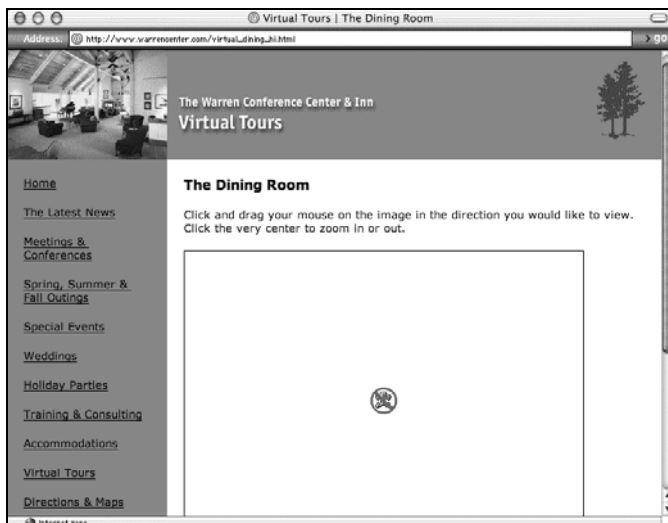 Virtual Tours | The Dining Room
Address: http://www.warrencenter.com/virtual_dining_hi.html
go
The Warren Conference Center & Inn
Virtual Tours
Home
The Latest News
Meetings &
Conferences
Spring, Summer &
Fall Outings
Special Events
Weddings
Holiday Parties
Training & Consulting
Accommodations
Virtual Tours
Directions & Maps
The Dining Room
Click and drag your mouse on the image in the direction you would like to view.
Click the very center to zoom in or out.
Internet zone